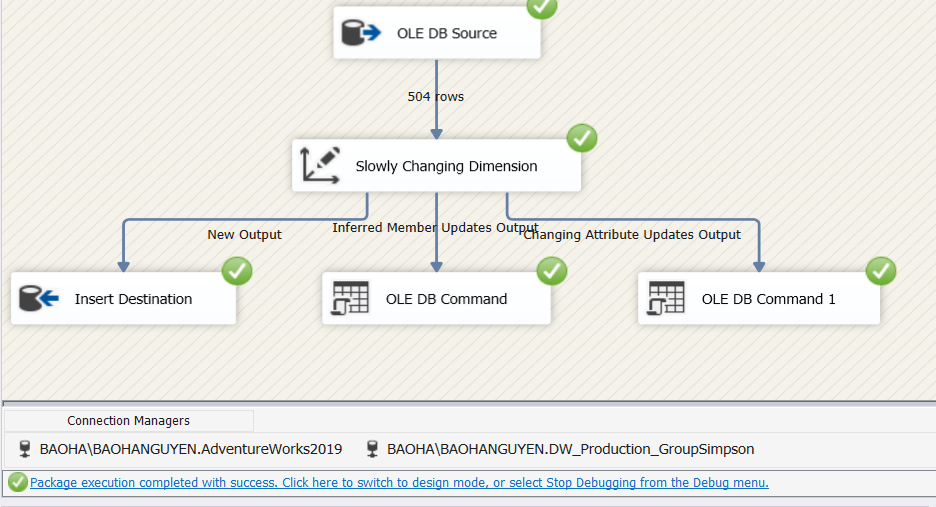 OLE DB Source
504 rows
Slowly Changing Dimension
New Output
Inferred Member Updates Output
Changing Attribute Updates Output
Insert Destination
OLE DB Command
OLE DB Command 1
Connection Managers
BAOHA\BAOHANGUYEN.AdventureWorks2019
BAOHA\BAOHANGUYEN.DW_Production_GroupSimpson
Package execution completed with success. Click here to switch to design mode, or select Stop Debugging from the Debug menu.